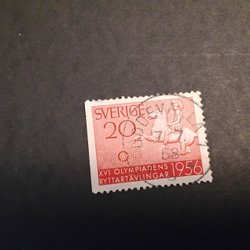 SVERIGE
20
XVI OLYMPIADENS
RYTTARTÄVLINGAR
1956